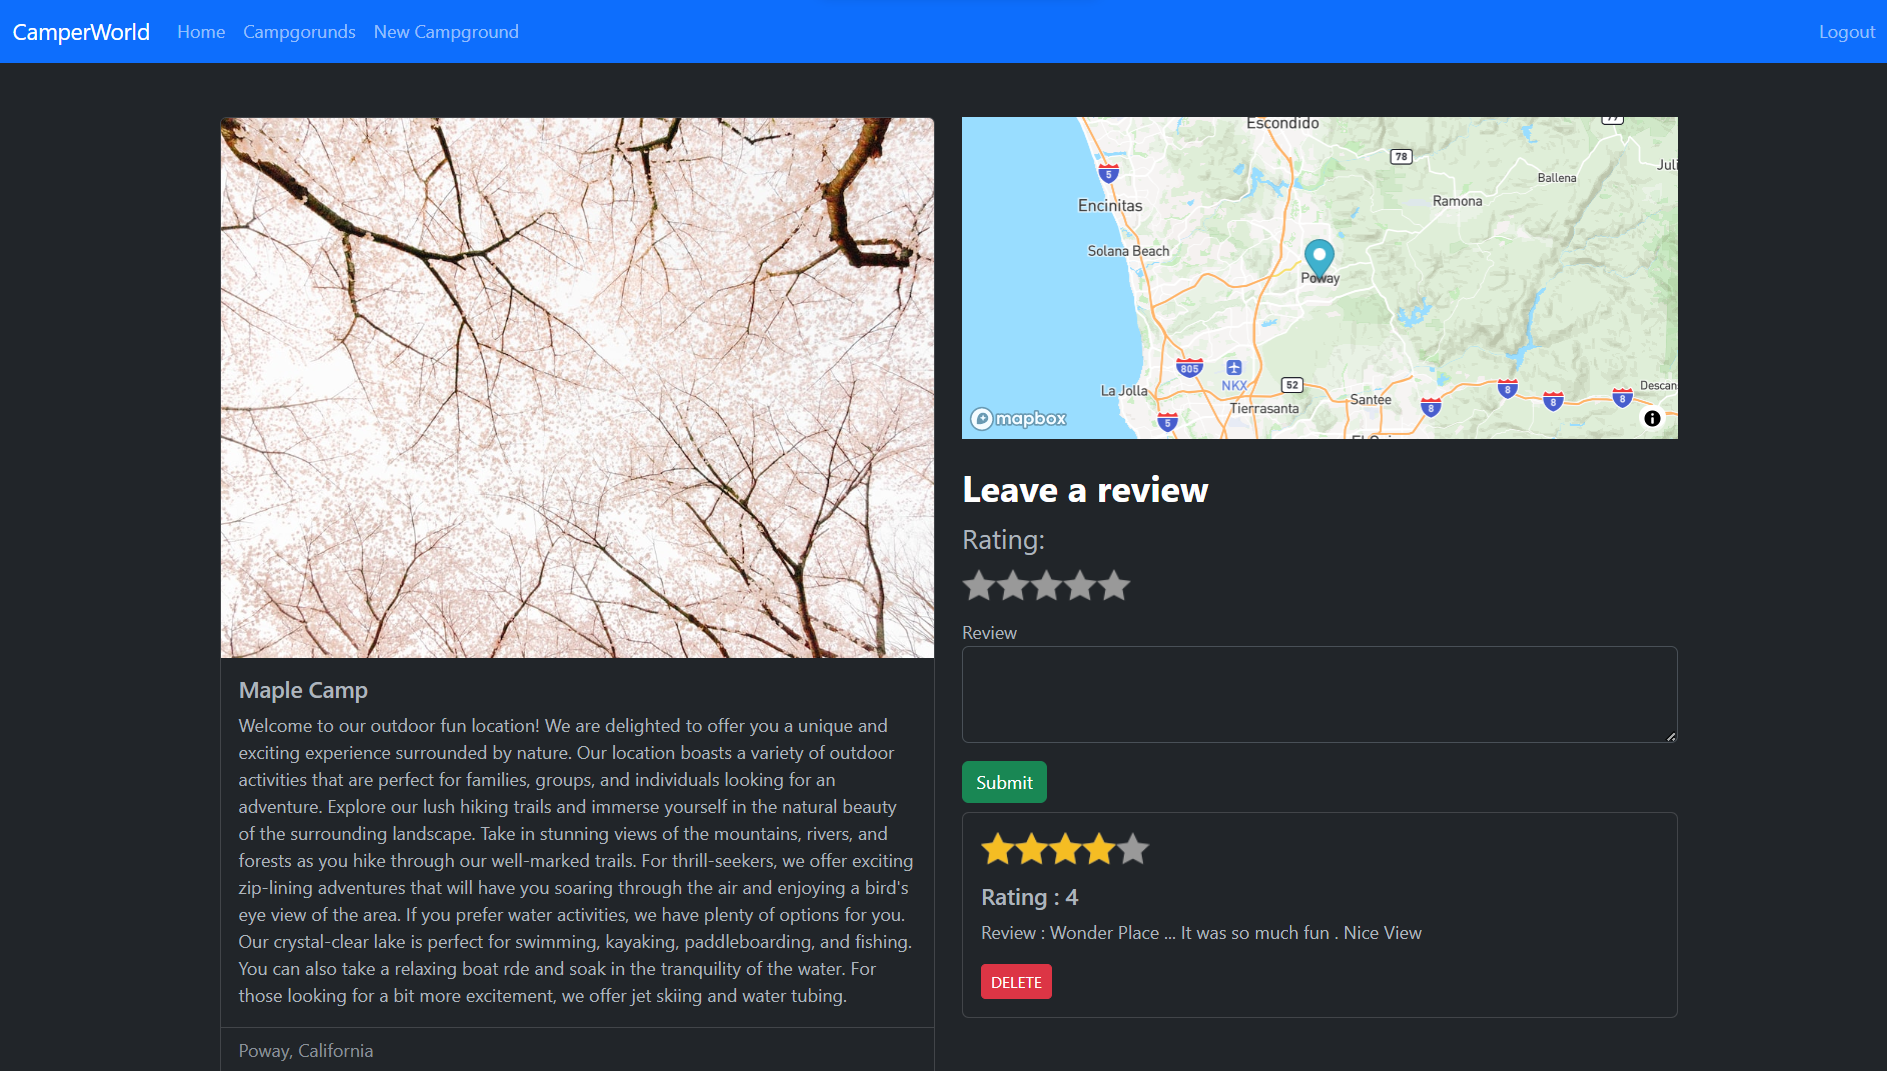 CamperWorld Home Campgorunds New Campground Logout
Escondido
78
5
Ballena
Encinitas
Ramona
Solana Beach
Poway
805
NKX
52
La Jolla
Tierrasanta
Santee
8
8
8
8
5
mapbox
Leave a review
Rating:
Review
Submit
Rating : 4
Review : Wonder Place ... It was so much fun . Nice View
DELETE
Maple Camp
Welcome to our outdoor fun location! We are delighted to offer you a unique and
exciting experience surrounded by nature. Our location boasts a variety of outdoor
activities that are perfect for families, groups, and individuals looking for an
adventure. Explore our lush hiking trails and immerse yourself in the natural beauty
of the surrounding landscape. Take in stunning views of the mountains, rivers, and
forests as you hike through our well-marked trails. For thrill-seekers, we offer exciting
zip-lining adventures that will have you soaring through the air and enjoying a bird's
eye view of the area. If you prefer water activities, we have plenty of options for you.
Our crystal-clear lake is perfect for swimming, kayaking, paddleboarding, and fishing.
You can also take a relaxing boat rde and soak in the tranquility of the water. For
those looking for a bit more excitement, we offer jet skiing and water tubing.
Poway, California